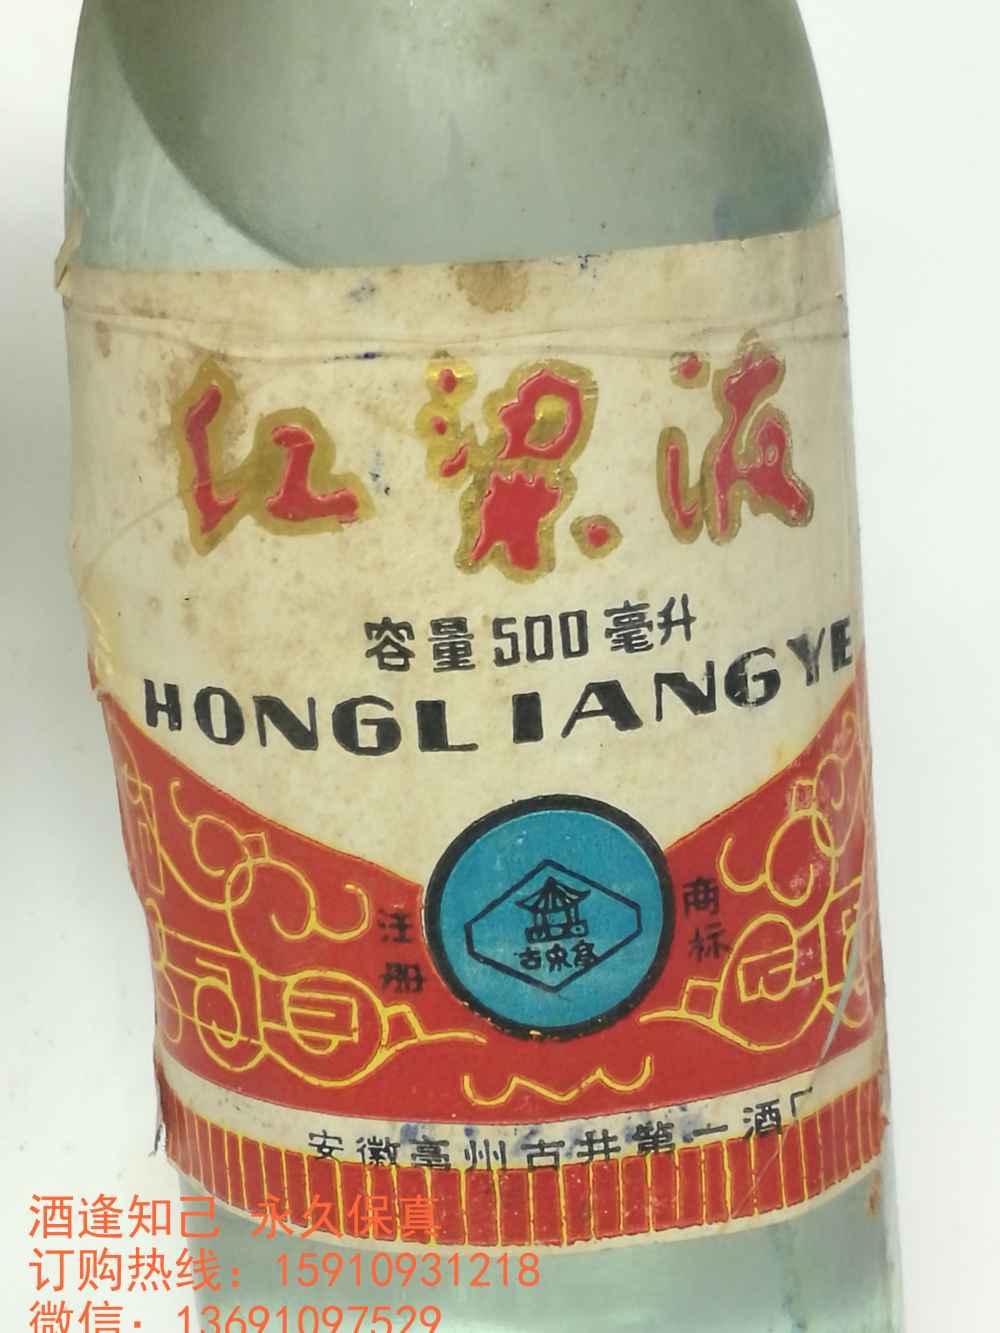 红粱液
容量500毫升
HONGLIANGYE
注册
商标
古泉亭
安徽亳州古井第一酒厂
酒逢知己 永久保真
订购热线：15910931218
微信：13691097529